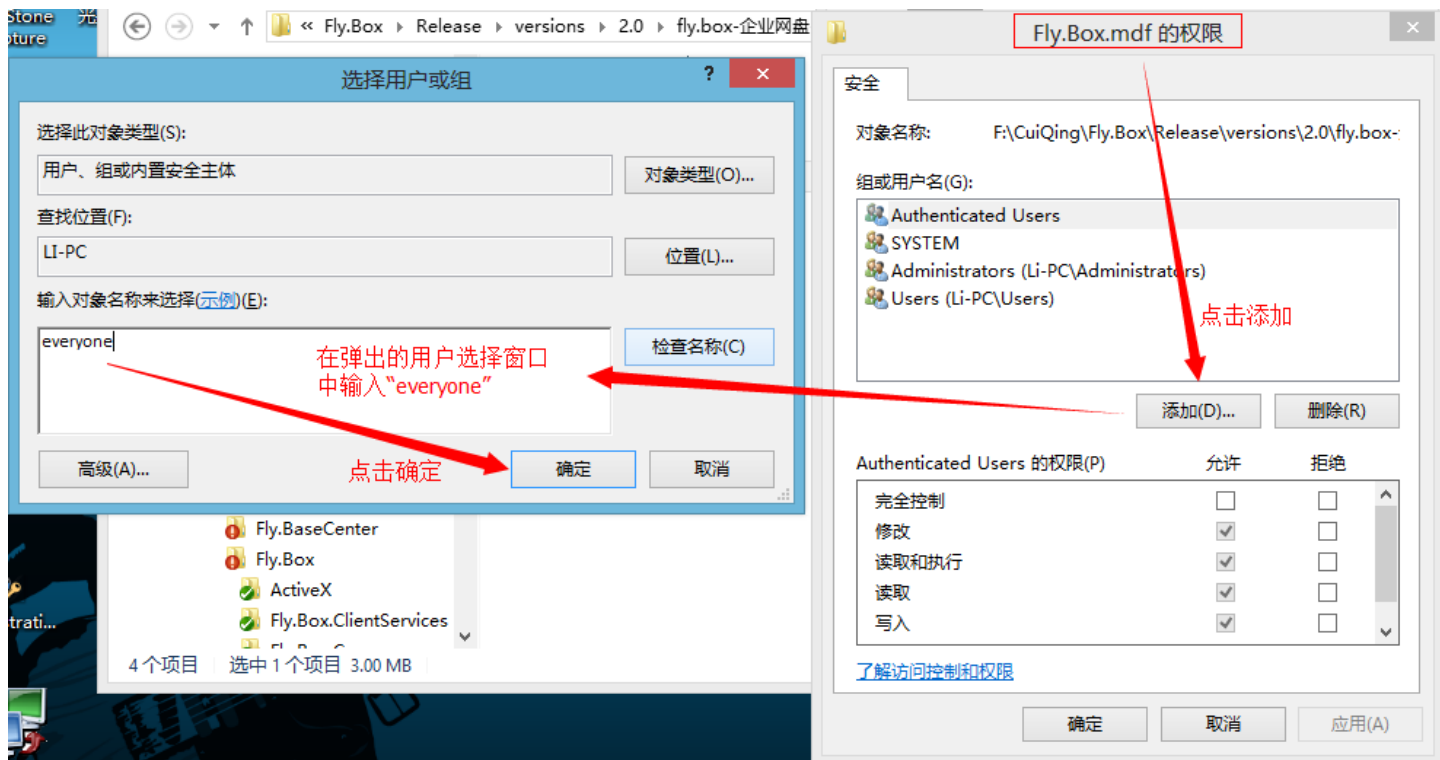 Stone 光
pture
« Fly.Box Release versions 2.0 fly.box-企业网盘
选择用户或组
?
选择此对象类型(S):
用户、组或内置安全主体
对象类型(O)...
查找位置(F):
LI-PC
位置(L)...
输入对象名称来选择(示例)(E):
everyone
检查名称(C)
在弹出的用户选择窗口
中输入“everyone”
高级(A)...
点击确定
确定
取消
Fly.BaseCenter
Fly.Box
ActiveX
Fly.Box.ClientServices
trati...
4 个项目 选中 1 个项目 3.00 MB
Fly.Box.mdf 的权限
安全
对象名称: F:\CuiQing\Fly.Box\Release\versions\2.0\fly.box-
组或用户名(G):
Authenticated Users
SYSTEM
Administrators (Li-PC\Administrators)
Users (Li-PC\Users)
点击添加
添加(D)...
删除(R)
Authenticated Users 的权限(P) 允许 拒绝
完全控制
修改
读取和执行
读取
写入
了解访问控制和权限
确定
取消
应用(A)